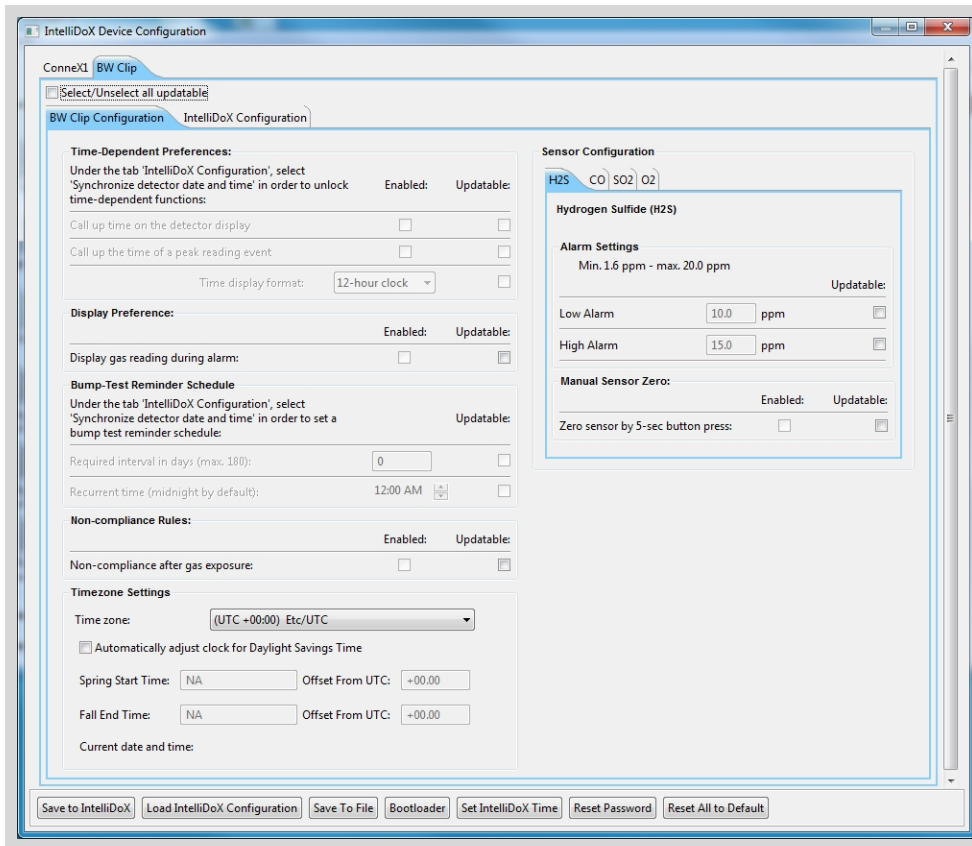 IntelliDoX Device Configuration
ConneX1 BW Clip
Select/Unselect all updatable
BW Clip Configuration IntelliDoX Configuration
Time-Dependent Preferences:
Under the tab 'IntelliDoX Configuration', select
'Synchronize detector date and time' in order to unlock
time-dependent functions:
Enabled: Updatable:
Call up time on the detector display
Call up the time of a peak reading event
Time display format: 12-hour clock
Display Preference:
Enabled: Updatable:
Display gas reading during alarm:
Bump-Test Reminder Schedule
Under the tab 'IntelliDoX Configuration', select
'Synchronize detector date and time' in order to set a
bump test reminder schedule:
Updatable:
Required interval in days (max. 180): 0
Recurrent time (midnight by default): 12:00 AM
Non-compliance Rules:
Enabled: Updatable:
Non-compliance after gas exposure:
Timezone Settings
Time zone: (UTC +00:00) Etc/UTC
Automatically adjust clock for Daylight Savings Time
Spring Start Time: NA Offset From UTC: +00.00
Fall End Time: NA Offset From UTC: +00.00
Current date and time:
Sensor Configuration
H2S CO SO2 O2
Hydrogen Sulfide (H2S)
Alarm Settings
Min. 1.6 ppm - max. 20.0 ppm
Updatable:
Low Alarm 10.0 ppm
High Alarm 15.0 ppm
Manual Sensor Zero:
Enabled: Updatable:
Zero sensor by 5-sec button press:
Save to IntelliDoX Load IntelliDoX Configuration Save To File Bootloader Set IntelliDoX Time Reset Password Reset All to Default